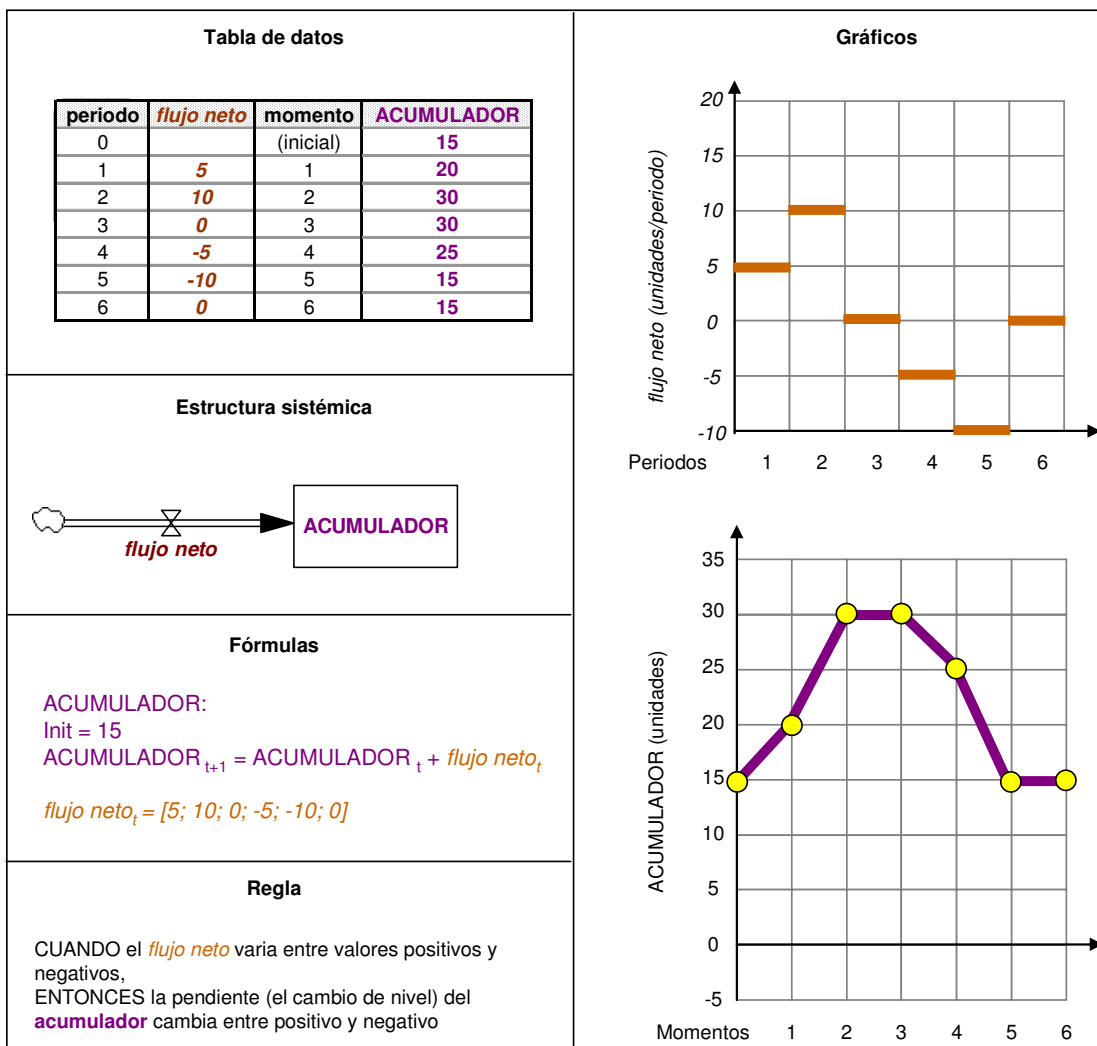 Tabla de datos
periodo flujo neto momento ACUMULADOR
0 (inicial) 15
1 5 1 20
2 10 2 30
3 0 3 30
4 -5 4 25
5 -10 5 15
6 0 6 15
Estructura sistémica
flujo neto
ACUMULADOR
Fórmulas
ACUMULADOR:
Init = 15
ACUMULADOR t+1 = ACUMULADOR t + flujo neto t
flujo neto t = [5; 10; 0; -5; -10; 0]
Regla
CUANDO el flujo neto varia entre valores positivos y
negativos,
ENTONCES la pendiente (el cambio de nivel) del
acumulador cambia entre positivo y negativo
Gráficos
flujo neto (unidades/periodo)
20
15
10
5
0
-5
-10
Periodos 1 2 3 4 5 6
ACUMULADOR (unidades)
35
30
25
20
15
10
5
0
-5
Momentos 1 2 3 4 5 6